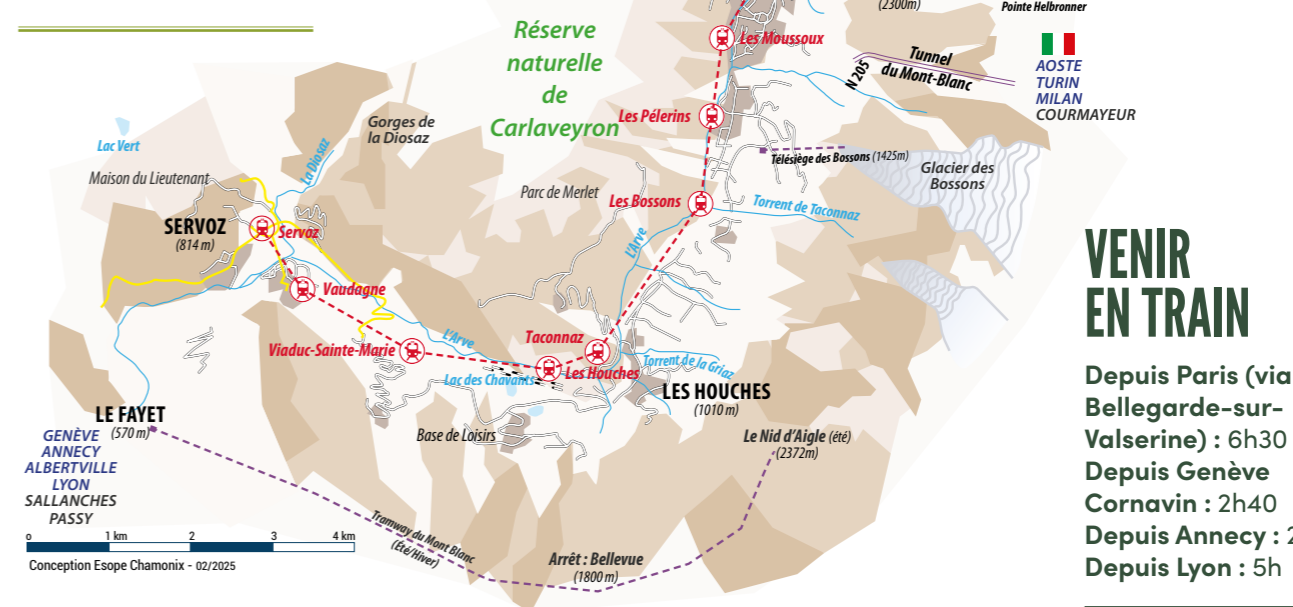 (2300m)
Pointe Helbronner
Réserve
naturelle
de
Carlaveyron
Les Moussoux
Tunnel
du Mont-Blanc
N 205
AOSTE
TURIN
MILAN
COURMAYEUR
Gorges de
la Diosaz
Les Pélerins
Lac Vert
La Diosaz
Télésiège des Bossons (1425m)
Glacier des
Bossons
Maison du Lieutenant
Parc de Merlet
Les Bossons
Torrent de Taconnaz
SERVOZ
(814 m)
Servoz
L'Arve
Vaudagne
Viaduc-Sainte-Marie
L'Arve
Taconnaz
Les Houches
Torrent de la Griaz
Lac des Chavants
LES HOUCHES
(1010 m)
LE FAYET
(570 m)
GENÈVE
ANNECY
ALBERTVILLE
LYON
SALLANCHES
PASSY
Base de Loisirs
Le Nid d'Aigle (été)
(2372m)
Tramway du Mont Blanc
(Été/Hiver)
Arrêt : Bellevue
(1800 m)
0 1 km 2 3 4 km
Conception Esope Chamonix - 02/2025
VENIR
EN TRAIN
Depuis Paris (via
Bellegarde-sur-
Valserine) : 6h30
Depuis Genève
Cornavin : 2h40
Depuis Annecy : 2
Depuis Lyon : 5h